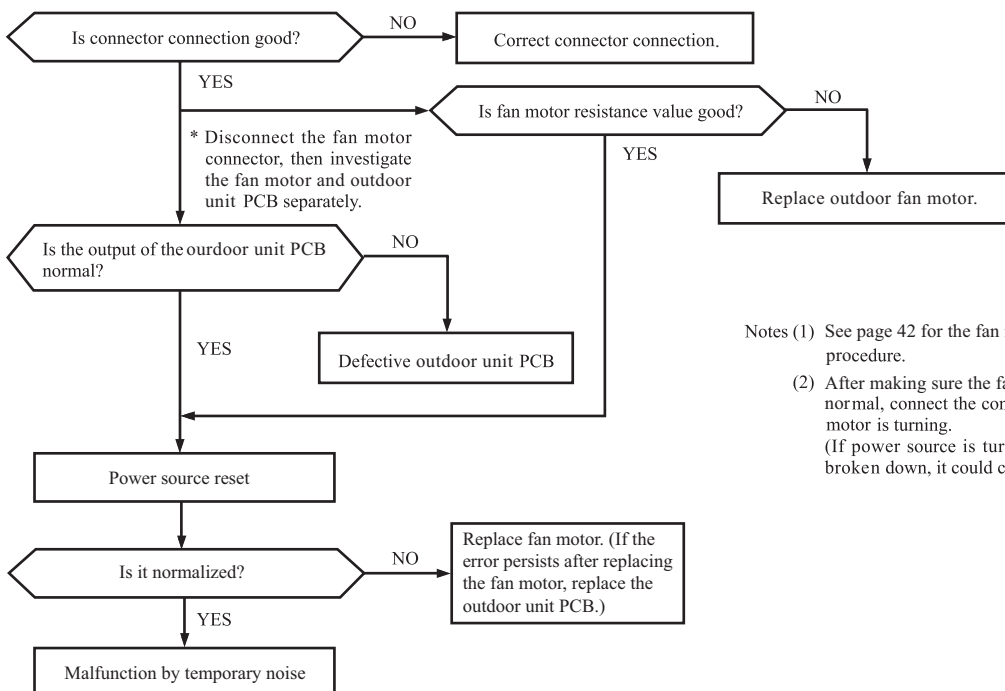 Is connector connection good?
NO
Correct connector connection.
YES
Is fan motor resistance value good?
NO
* Disconnect the fan motor
connector, then investigate
the fan motor and outdoor
unit PCB separately.
YES
Replace outdoor fan motor.
Is the output of the ourdoor unit PCB
normal?
NO
YES
Defective outdoor unit PCB
Notes (1) See page 42 for the fan
procedure.
(2) After making sure the
normal, connect the
motor is turning.
(If power source is
broken down, it could
Power source reset
Is it normalized?
NO
Replace fan motor. (If the
error persists after replacing
the fan motor, replace the
outdoor unit PCB.)
YES
Malfunction by temporary noise